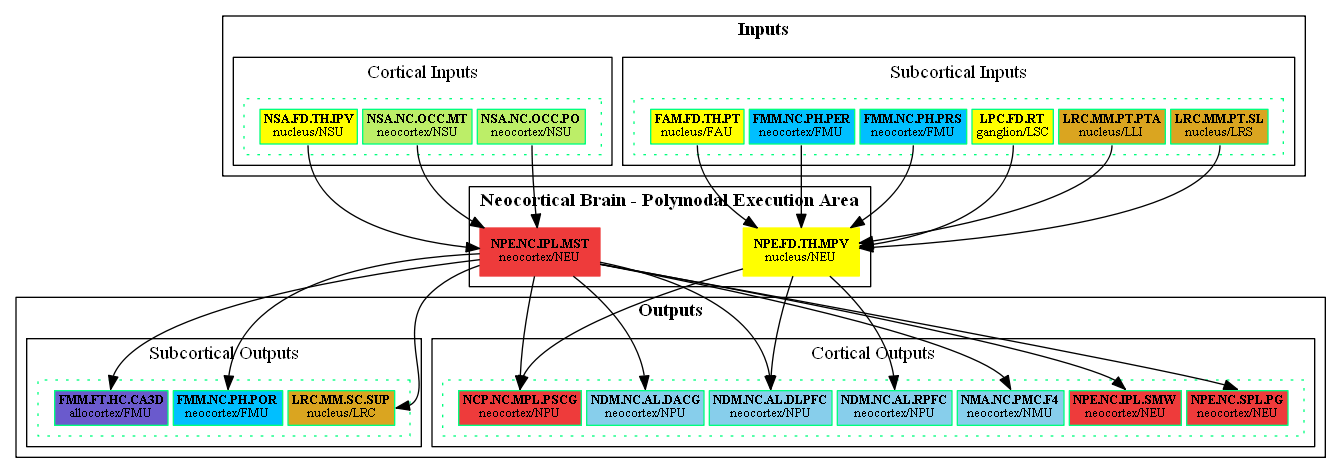 Inputs
Cortical Inputs
Subcortical Inputs
NSA.FD.TH.IPV
nucleus/NSU
NSA.NC.OCC.MT
neocortex/NSU
NSA.NC.OCC.PO
neocortex/NSU
FAM.FD.TH.PT
nucleus/FAU
FMM.NC.PH.PER
neocortex/FMU
FMM.NC.PH.PRS
neocortex/FMU
LPC.FD.RT
ganglion/LSC
LRC.MM.PT.PTA
nucleus/LLI
LRC.MM.PT.SL
nucleus/LRS
Neocortical Brain - Polymodal Execution Area
NPE.NC.IPL.MST
neocortex/NEU
NPE.FD.TH.MPV
nucleus/NEU
Outputs
Subcortical Outputs
Cortical Outputs
FMM.FT.HC.CA3D
allocortex/FMU
FMM.NC.PH.POR
neocortex/FMU
LRC.MM.SC.SUP
nucleus/LRC
NCP.NC.MPL.PSCG
neocortex/NPU
NDM.NC.AL.DACG
neocortex/NPU
NDM.NC.AL.DLPFC
neocortex/NPU
NDM.NC.AL.RPFC
neocortex/NPU
NMA.NC.PMC.F4
neocortex/NMU
NPE.NC.IPL.SMW
neocortex/NEU
NPE.NC.SPL.PG
neocortex/NEU